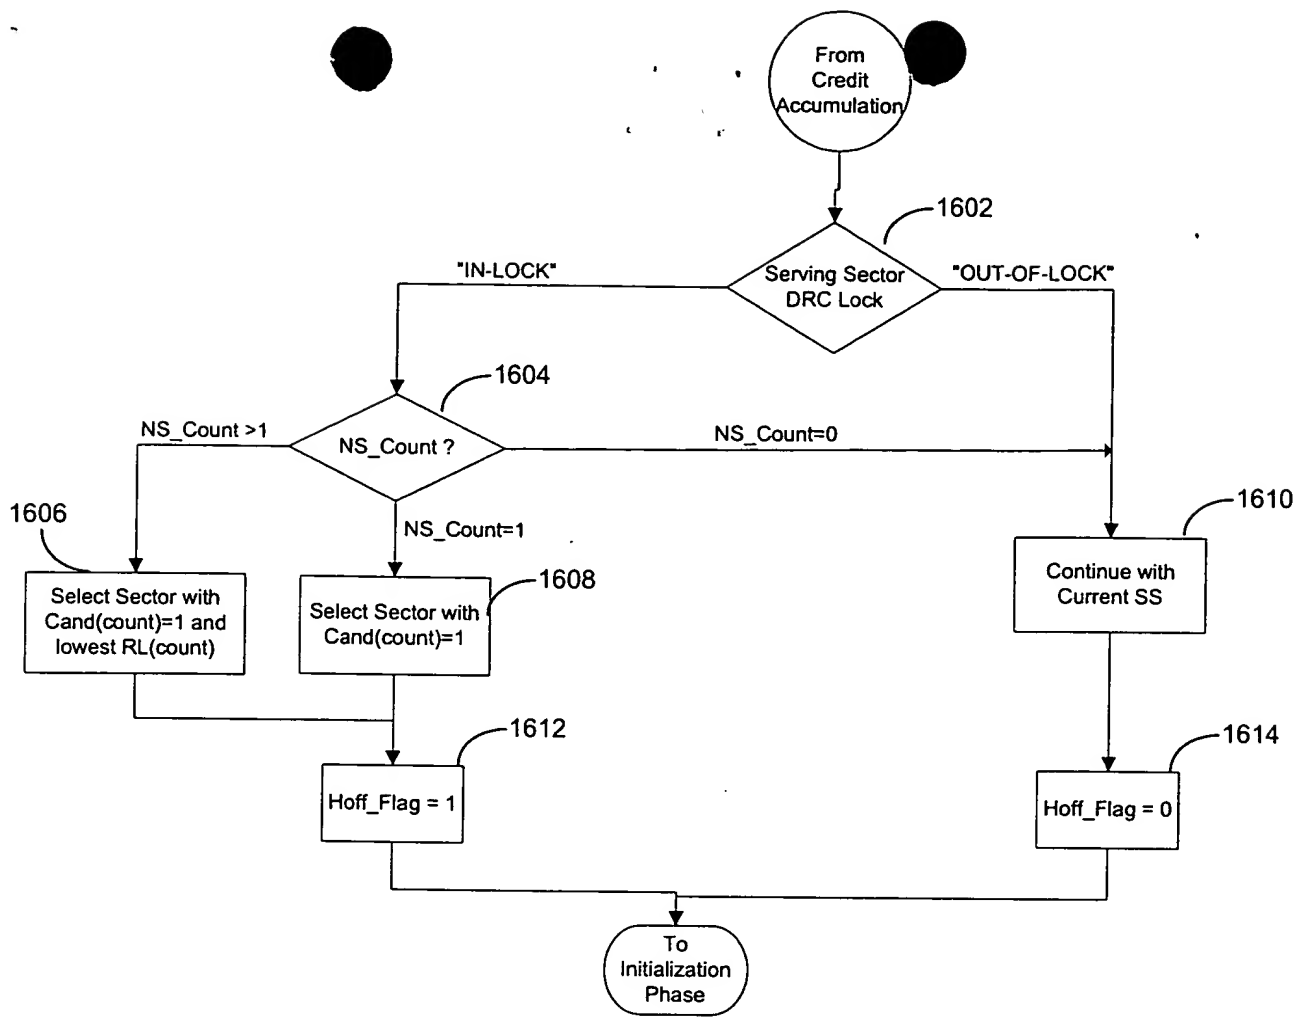 From
Credit
Accumulation
1602
"IN-LOCK"
Serving Sector
DRC Lock
"OUT-OF-LOCK"
1604
NS_Count >1
NS_Count ?
NS_Count=0
1606
NS_Count=1
1610
1608
Select Sector with
Cand(count)=1 and
lowest RL(count)
Select Sector with
Cand(count)=1
Continue with
Current SS
1612
1614
Hoff_Flag = 1
Hoff_Flag = 0
To
Initialization
Phase